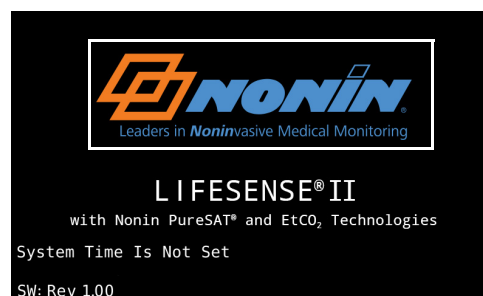 NONIN®
Leaders in Noninvasive Medical Monitoring
LIFESENSE® II
with Nonin PureSAT® and EtCO₂ Technologies
System Time Is Not Set
SW: Rev 1.00